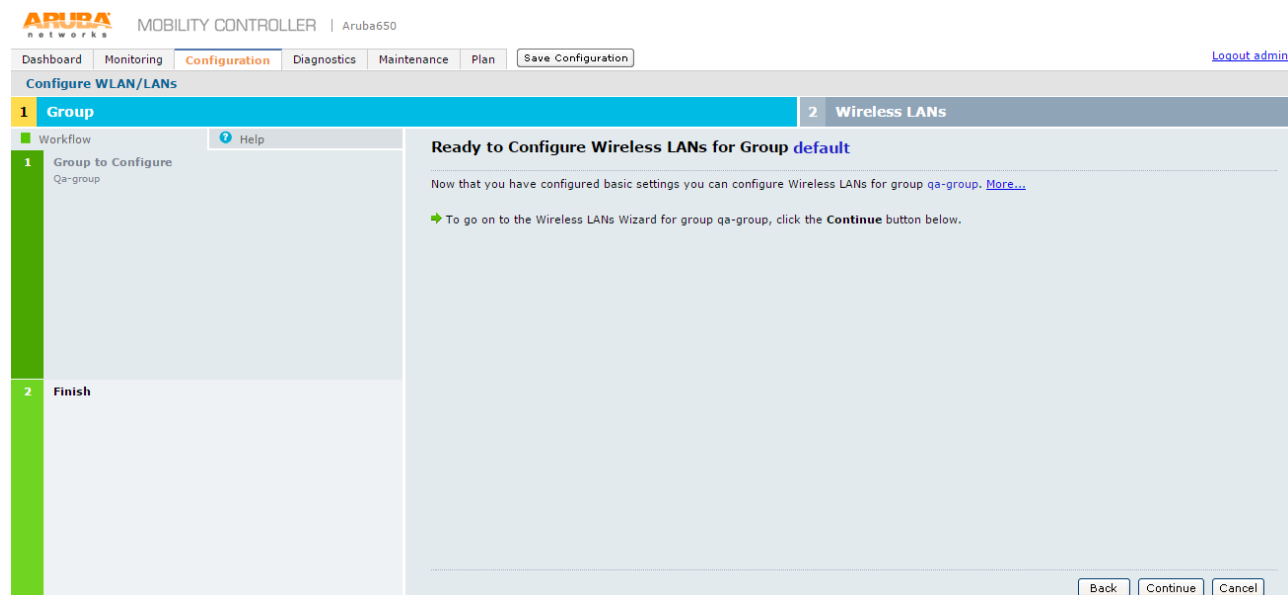 ARUBA networks MOBILITY CONTROLLER | Aruba650
Dashboard Monitoring Configuration Diagnostics Maintenance Plan Save Configuration Logout admin
Configure WLAN/LANs
1 Group 2 Wireless LANs
Workflow ? Help
1 Group to Configure
Qa-group
Ready to Configure Wireless LANs for Group default
Now that you have configured basic settings you can configure Wireless LANs for group qa-group. More...
To go on to the Wireless LANs Wizard for group qa-group, click the Continue button below.
2 Finish
Back Continue Cancel